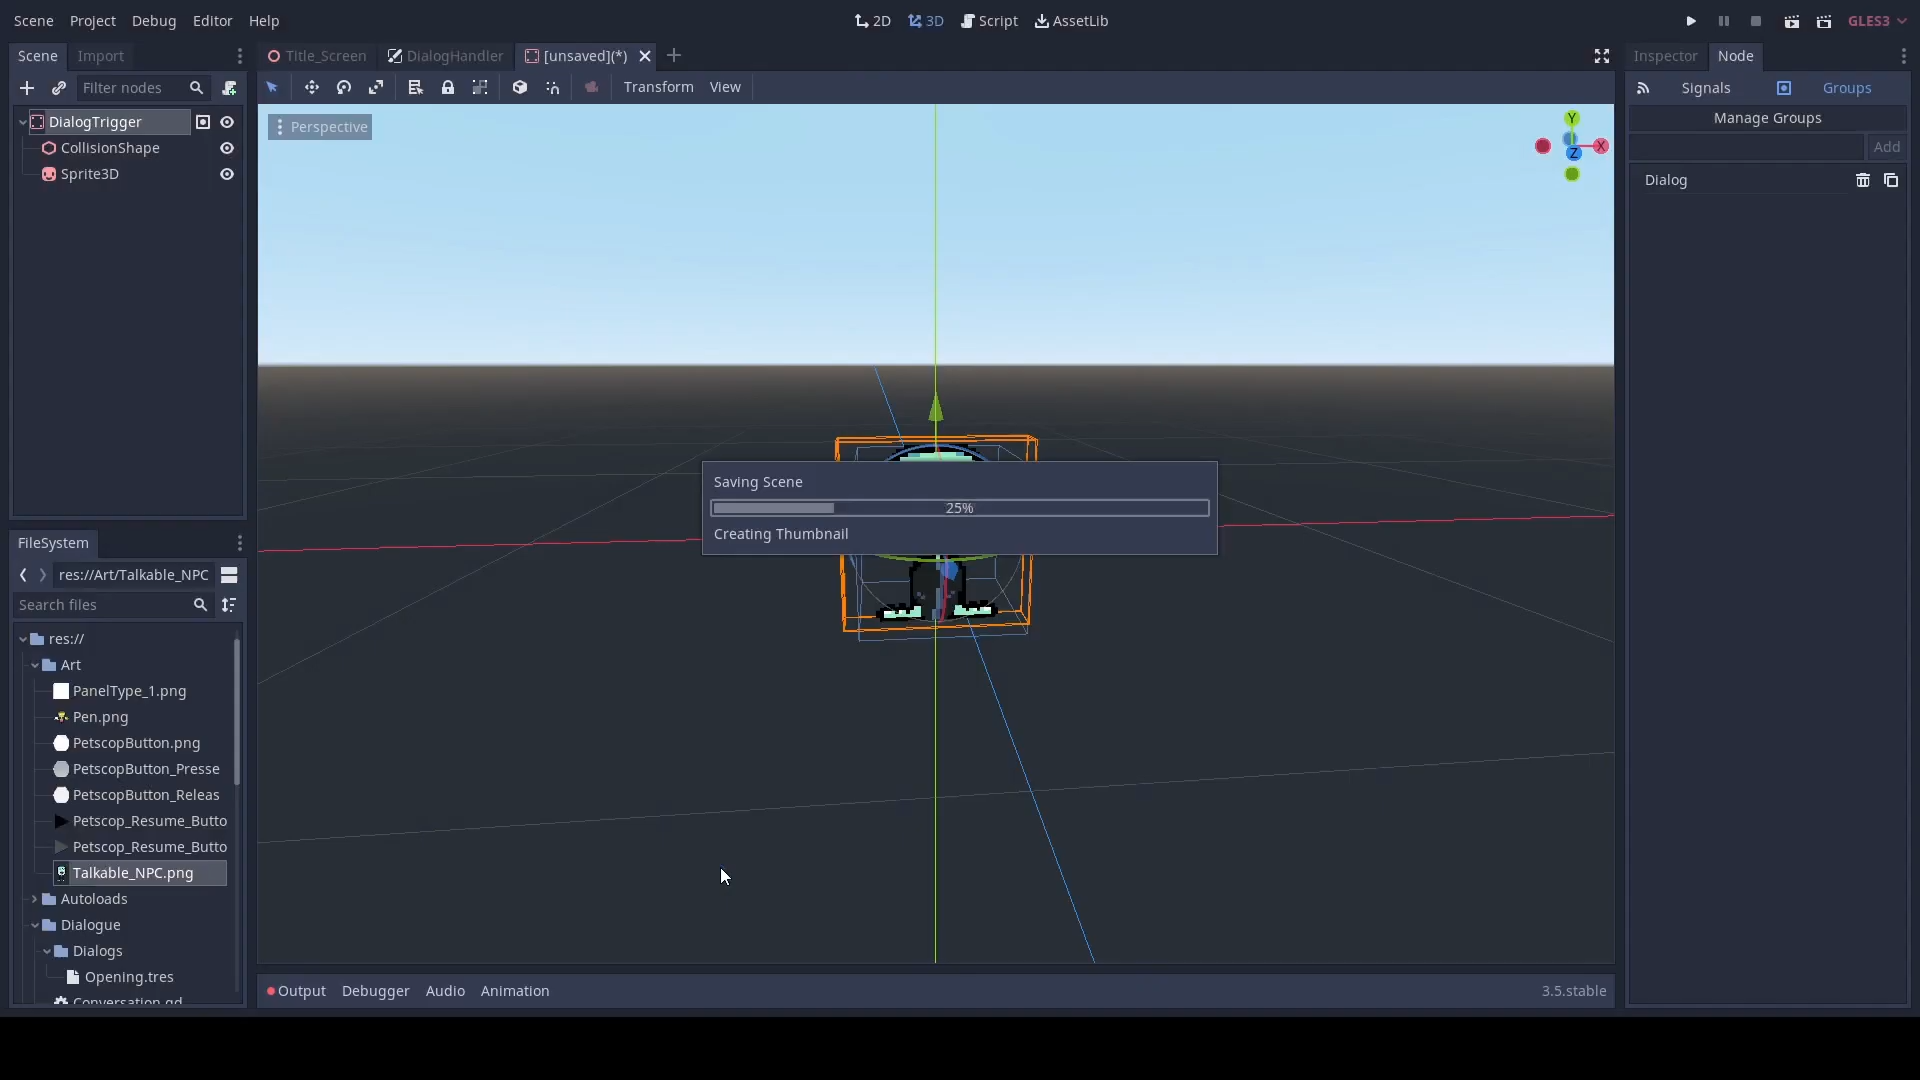 Scene Project Debug Editor Help 2D 3D Script AssetLib GLES3
Scene Import
Title_Screen DialogHandler [unsaved](*)
Inspector Node
Filter nodes
Transform View
Signals Groups
DialogTrigger
CollisionShape
Sprite3D
Perspective
Y
X
Z
Manage Groups
Add
Dialog
Saving Scene
25%
Creating Thumbnail
FileSystem
res://Art/Talkable_NPC
Search files
res://
Art
PanelType_1.png
Pen.png
PetscopButton.png
PetscopButton_Presse
PetscopButton_Releas
Petscop_Resume_Butto
Petscop_Resume_Butto
Talkable_NPC.png
Autoloads
Dialogue
Dialogs
Opening.tres
Conversation.gd
Output Debugger Audio Animation 3.5.stable